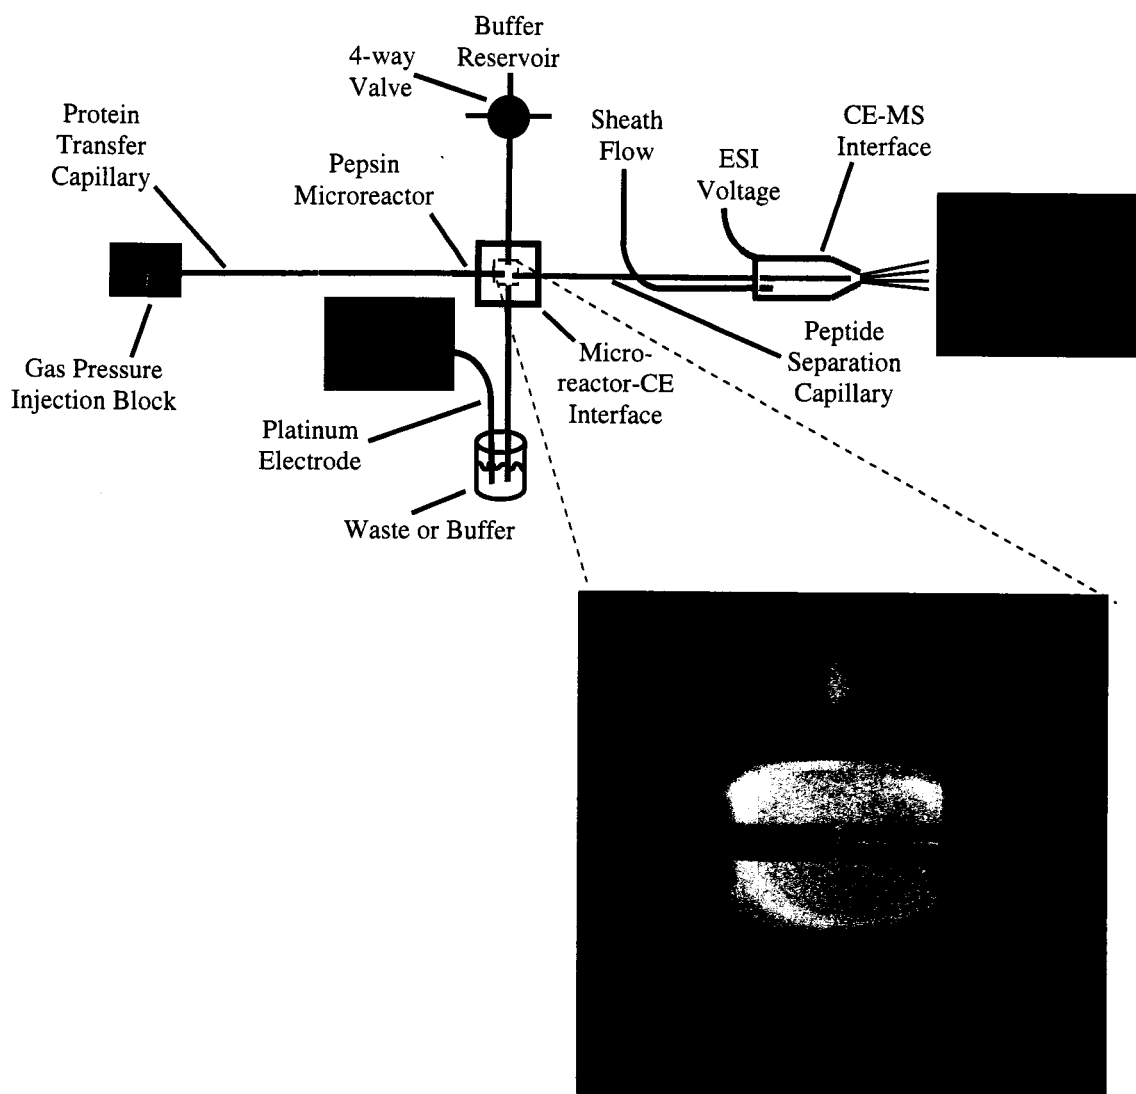 Buffer
Reservoir
4-way
Valve
Protein
Transfer
Capillary
Pepsin
Microreactor
Sheath
Flow
ESI
Voltage
CE-MS
Interface
Gas Pressure
Injection Block
Platinum
Electrode
Micro-
reactor-CE
Interface
Peptide
Separation
Capillary
Waste or Buffer